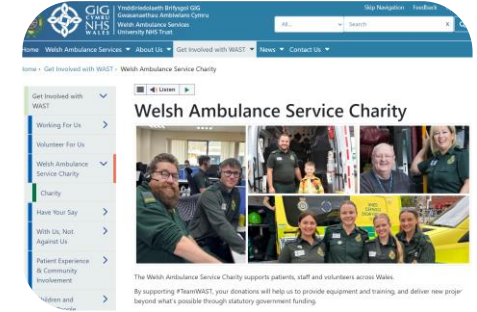 GIG
CYMRU
NHS
WALES
Ymddiriedolaeth Brifysgol GIG
Gwasanaethau Ambiwlans Cymru
Welsh Ambulance Services
University NHS Trust
Skip Navigation Feedback
All...
Search
x
Home Welsh Ambulance Services About Us Get Involved with WAST News Contact Us
Get Involved with WAST Welsh Ambulance Service Charity
Get Involved with
WAST
Working For Us
Volunteer For Us
Welsh Ambulance
Service Charity
Charity
Have Your Say
With Us, Not
Against Us
Patient Experience
& Community
Involvement
Listen
Welsh Ambulance Service Charity
The Welsh Ambulance Service Charity supports patients, staff and volunteers across Wales.
By supporting #TeamWAST, your donations will help us to provide equipment and training, and deliver new
beyond what's possible through statutory government funding.